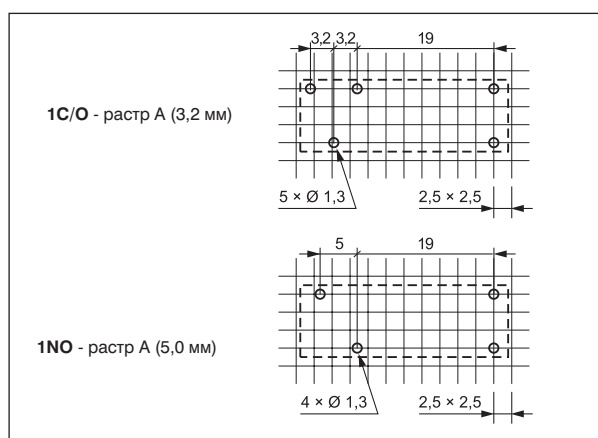 3,2 3,2 19
1C/O - растр А (3,2 мм)
5 × Ø 1,3 2,5 × 2,5
5 19
1NO - растр А (5,0 мм)
4 × Ø 1,3 2,5 × 2,5